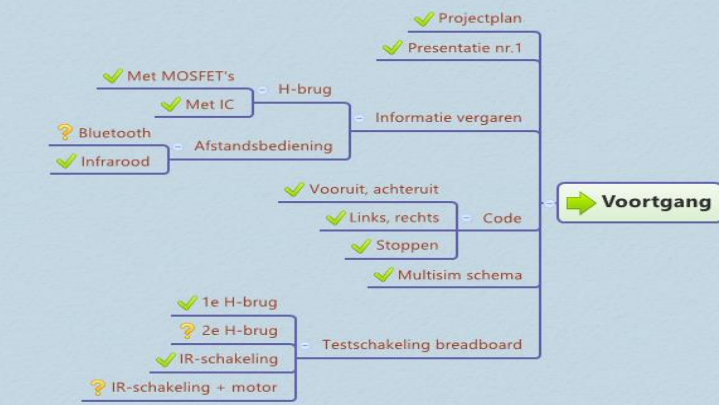 Projectplan
Presentatie nr.1
Met MOSFET's
H-brug
Met IC
Informatie vergaren
Bluetooth
Afstandsbediening
Infrarood
Vooruit, achteruit
Voortgang
Links, rechts
Code
Stoppen
Multisim schema
1e H-brug
2e H-brug
Testschakeling breadboard
IR-schakeling
IR-schakeling + motor